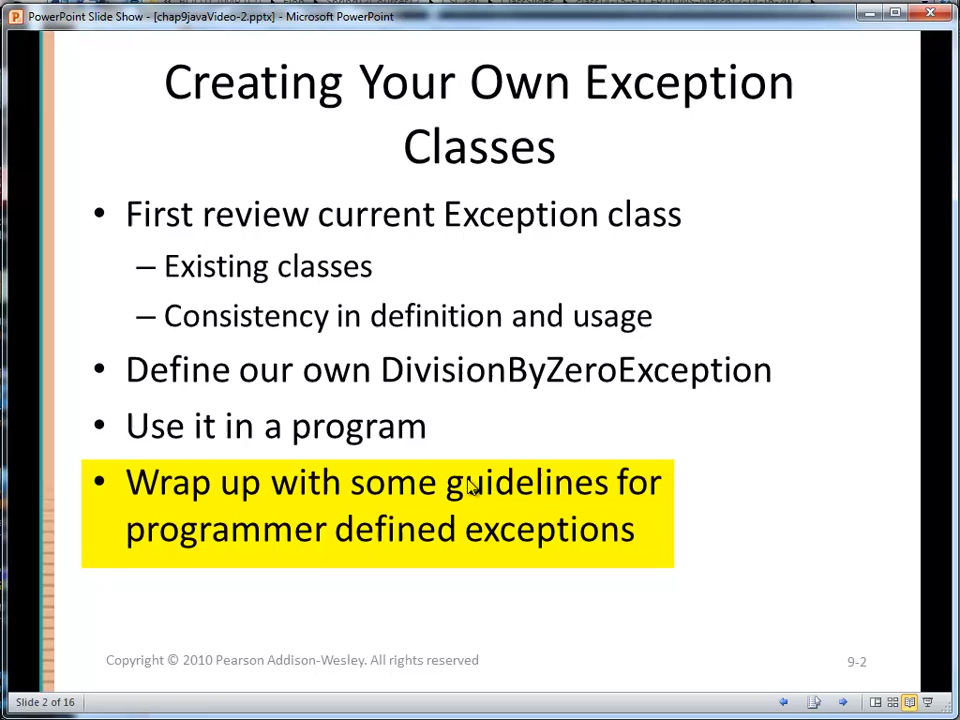 PowerPoint Slide Show - [chap9javaVideo-2.pptx] - Microsoft PowerPoint
Creating Your Own Exception
Classes
• First review current Exception class
– Existing classes
– Consistency in definition and usage
• Define our own DivisionByZeroException
• Use it in a program
• Wrap up with some guidelines for
programmer defined exceptions
Copyright © 2010 Pearson Addison-Wesley. All rights reserved
9-2
Slide 2 of 16